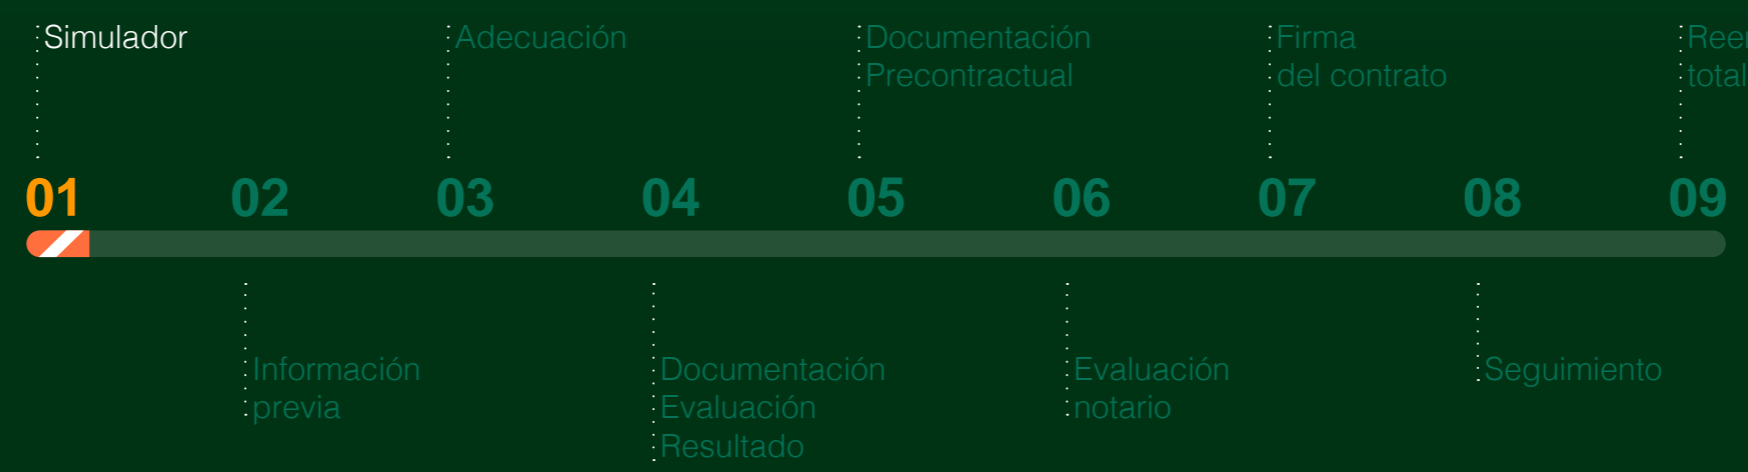 Simulador
Adecuación
Documentación
Precontractual
Firma
del contrato
total
01 02 03 04 05 06 07 08 09
Información
previa
Documentación
Evaluación
Resultado
Evaluación
notario
Seguimiento